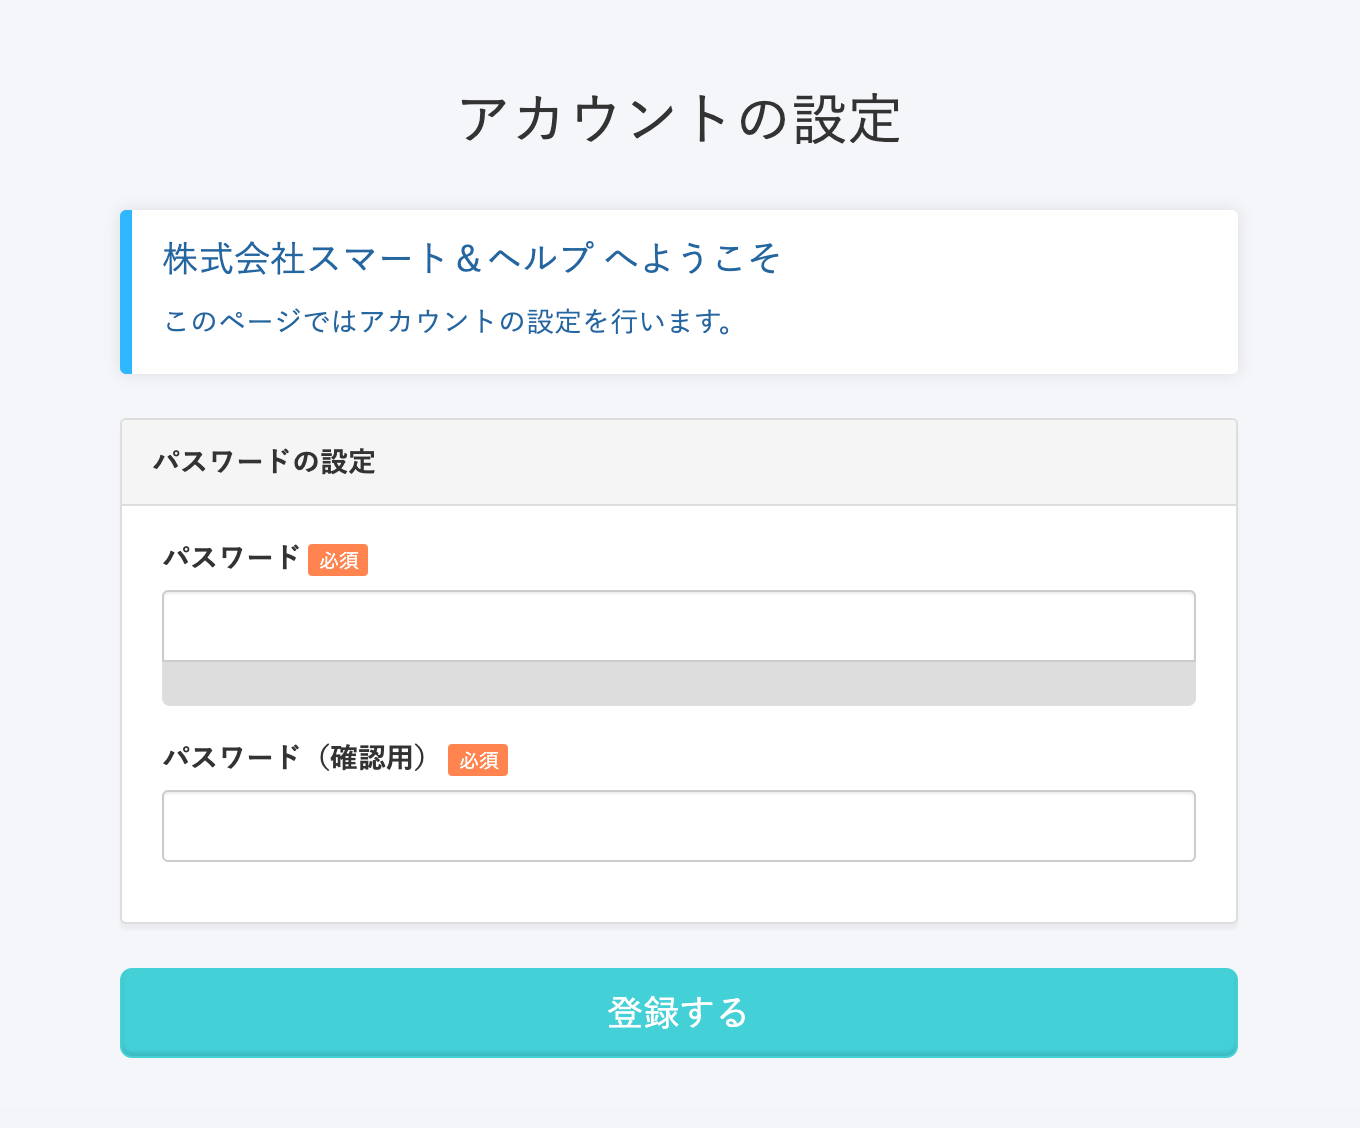 アカウントの設定
株式会社スマート＆ヘルプ へようこそ
このページではアカウントの設定を行います。
パスワードの設定
パスワード 必須
パスワード（確認用） 必須
登録する